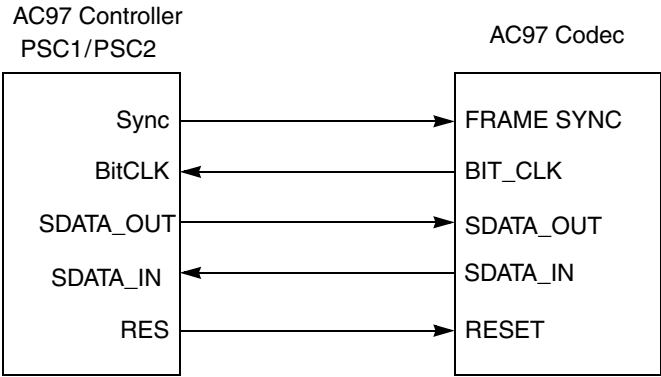 AC97 Controller
PSC1/PSC2
AC97 Codec
Sync
FRAME SYNC
BitCLK
BIT_CLK
SDATA_OUT
SDATA_OUT
SDATA_IN
SDATA_IN
RES
RESET